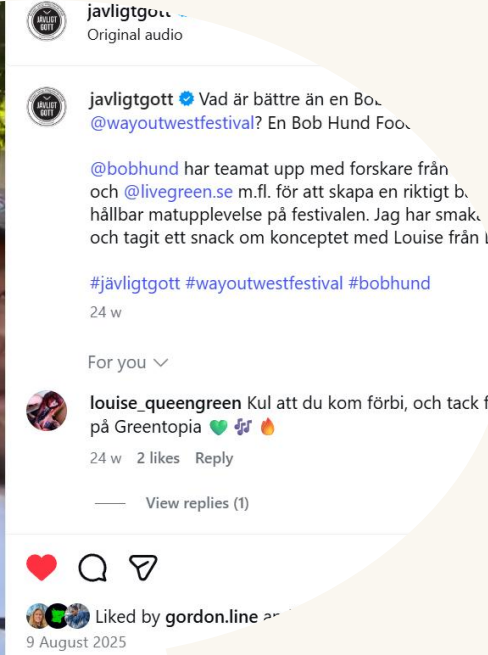 javligtgott
Original audio
javligtgott Vad är bättre än en
@wayoutwestfestival? En Bob Hund
@bobhund har teamat upp med forskare från
och @livegreen.se m.fl. för att skapa en riktigt
hållbar matupplevelse på festivalen. Jag har
och tagit ett snack om konceptet med Louise från
#jävligtgott #wayoutwestfestival #bobhund
24 w
For you
louise_queengreen Kul att du kom förbi, och tack
på Greentopia 💚 🎶 🔥
24 w 2 likes Reply
View replies (1)
Liked by gordon.line
9 August 2025